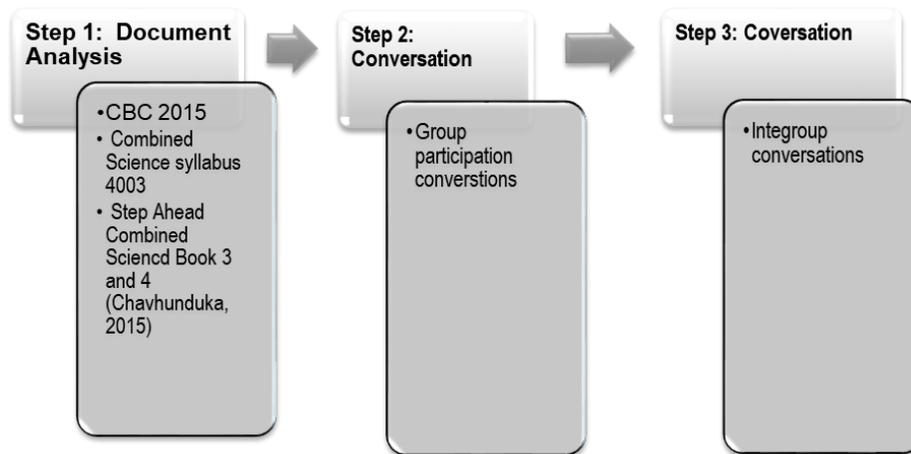 Step 1: Document
Analysis
•CBC 2015
• Combined
Science syllabus
4003
• Step Ahead
Combined
Sciencd Book 3
and 4
(Chavhunduka,
2015)
Step 2:
Conversation
•Group
participation
converstions
Step 3: Coversation
•Integroup
conversations